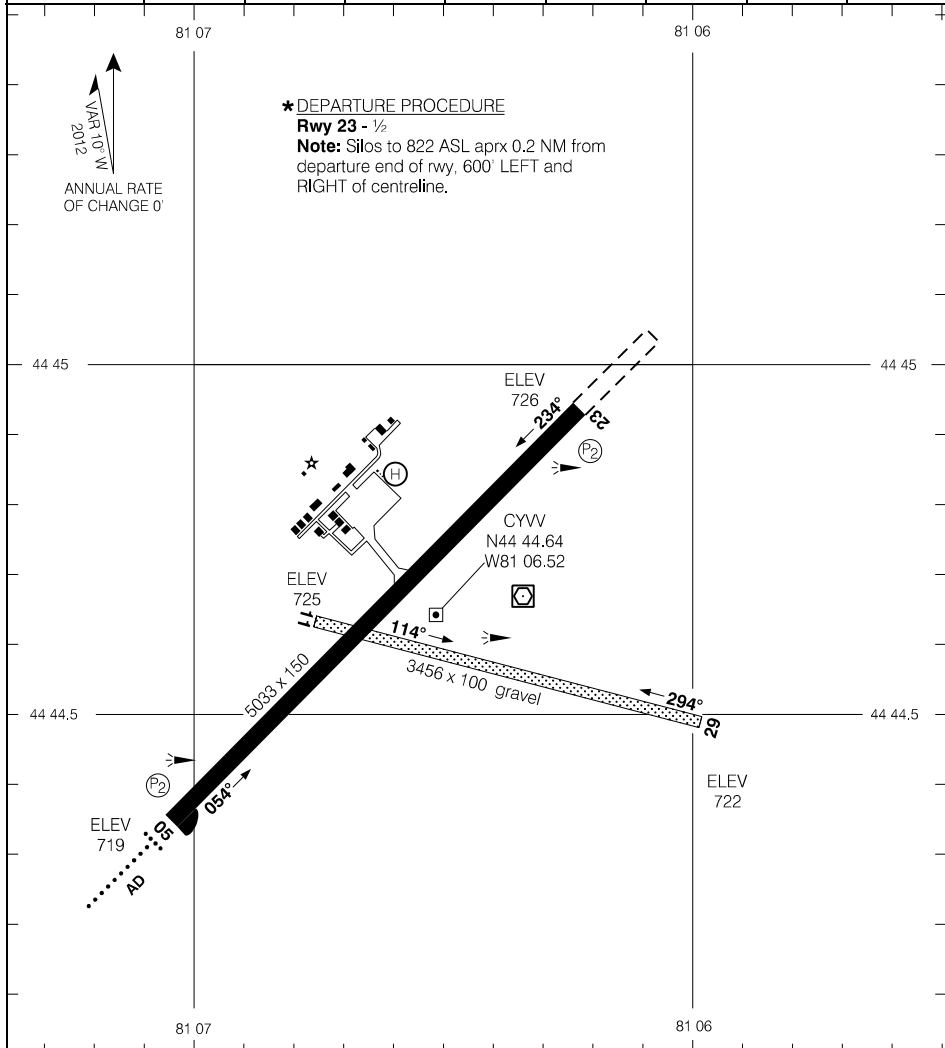 81 07
81 06
VAR 10° W
2012
ANNUAL RATE
OF CHANGE 0'
* DEPARTURE PROCEDURE
Rwy 23 - ½
Note: Silos to 822 ASL aprx 0.2 NM from
departure end of rwy, 600' LEFT and
RIGHT of centreline.
44 45
44 45
ELEV
726
234°
23
P2
H
CYVV
N44 44.64
W81 06.52
ELEV
725
11
114°
3456 x 100 gravel
5033 x 150
294°
29
44 44.5
44 44.5
P2
054°
05
ELEV
719
AD
ELEV
722
81 07
81 06